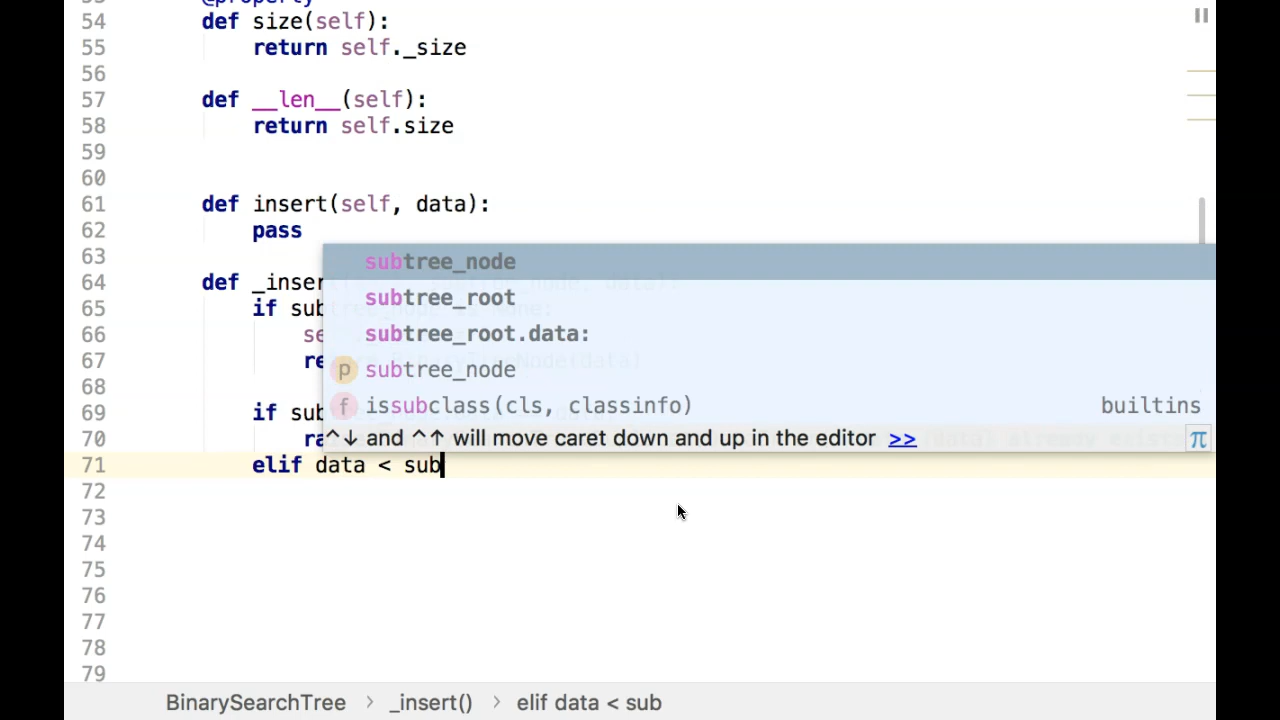 53 @property
54 def size(self):
55 return self._size
56
57 def __len__(self):
58 return self.size
59
60
61 def insert(self, data):
62 pass
63
64 def _inser
65 if sub
66 se
67 re
68
69 if sub
70 ra
71 elif data < sub
72
73
74
75
76
77
78
79
subtree_node
subtree_root
subtree_root.data:
p subtree_node
f issubclass(cls, classinfo) builtins
^↓ and ^↑ will move caret down and up in the editor >> π
BinarySearchTree > _insert() > elif data < sub